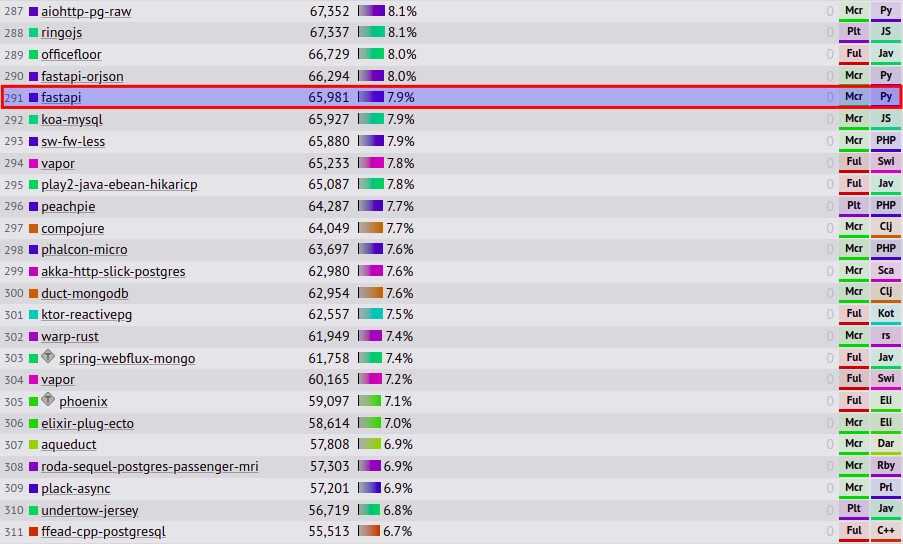 287 aiohttp-pg-raw 67,352 8.1% 0 Mcr Py
288 ringojs 67,337 8.1% 0 Plt JS
289 officefloor 66,729 8.0% 0 Ful Jav
290 fastapi-orjson 66,294 8.0% 0 Mcr Py
291 fastapi 65,981 7.9% 0 Mcr Py
292 koa-mysql 65,927 7.9% 0 Mcr JS
293 sw-fw-less 65,880 7.9% 0 Mcr PHP
294 vapor 65,233 7.8% 0 Ful Swi
295 play2-java-ebean-hikaricp 65,087 7.8% 0 Ful Jav
296 peachpie 64,287 7.7% 0 Plt PHP
297 compojure 64,049 7.7% 0 Mcr Clj
298 phalcon-micro 63,697 7.6% 0 Mcr PHP
299 akka-http-slick-postgres 62,980 7.6% 0 Mcr Sca
300 duct-mongodb 62,954 7.6% 0 Mcr Clj
301 ktor-reactivepg 62,557 7.5% 0 Ful Kot
302 warp-rust 61,949 7.4% 0 Mcr rs
303 T spring-webflux-mongo 61,758 7.4% 0 Ful Jav
304 vapor 60,165 7.2% 0 Ful Swi
305 T phoenix 59,097 7.1% 0 Ful Eli
306 elixir-plug-ecto 58,614 7.0% 0 Mcr Eli
307 aqueduct 57,808 6.9% 0 Mcr Dar
308 roda-sequel-postgres-passenger-mri 57,303 6.9% 0 Mcr Rby
309 plack-async 57,201 6.9% 0 Mcr Prl
310 undertow-jersey 56,719 6.8% 0 Plt Jav
311 ffead-cpp-postgresql 55,513 6.7% 0 Ful C++